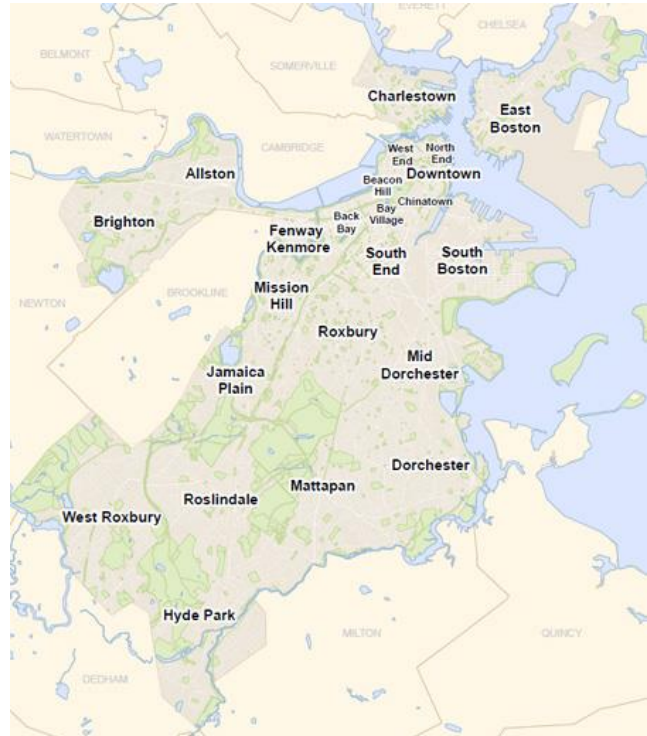 EVERETT
CHELSEA
BELMONT
SOMERVILLE
Charlestown
East
Boston
WATERTOWN
CAMBRIDGE
West
End
North
End
Allston
Downtown
Beacon
Hill
Chinatown
Bay
Village
Back
Bay
Brighton
Fenway
Kenmore
South
End
South
Boston
Mission
Hill
BROOKLINE
NEWTON
Roxbury
Mid
Dorchester
Jamaica
Plain
Dorchester
Mattapan
Roslindale
West Roxbury
Hyde Park
MILTON
QUINCY
DEDHAM